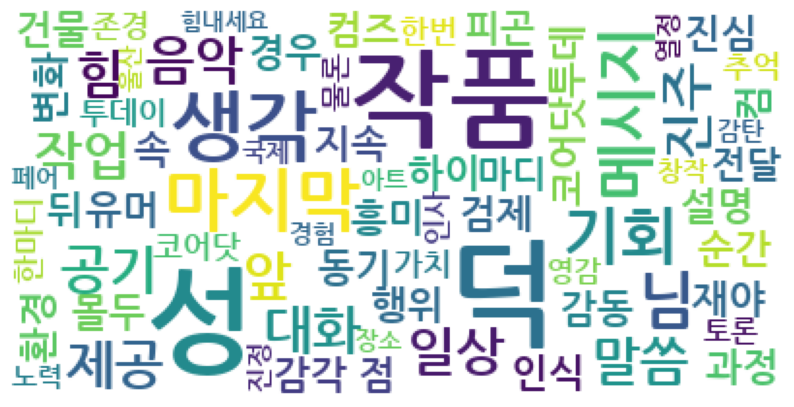 건물 존경 힘내세요 컴즈 한번 피곤 열정 진심
힘 울산 음악 경우 물론 작품 코어닷투데 메시지 진주 추억
변화 투데이 생각 국제 지속 컴 감탄
작업 속 하이마디 창작 전달
페어 뒤 유머 마지막 아트 흥미 인사 검제 기회 설명
한마디 공기 코어닷 앞 경험 동기 가치 덕 영감 님 순간
환경 몰두 성 대화 행위 감동 재야
노력 제공 진정 감각 점 장소 일상 인식 말씀 토론 과정